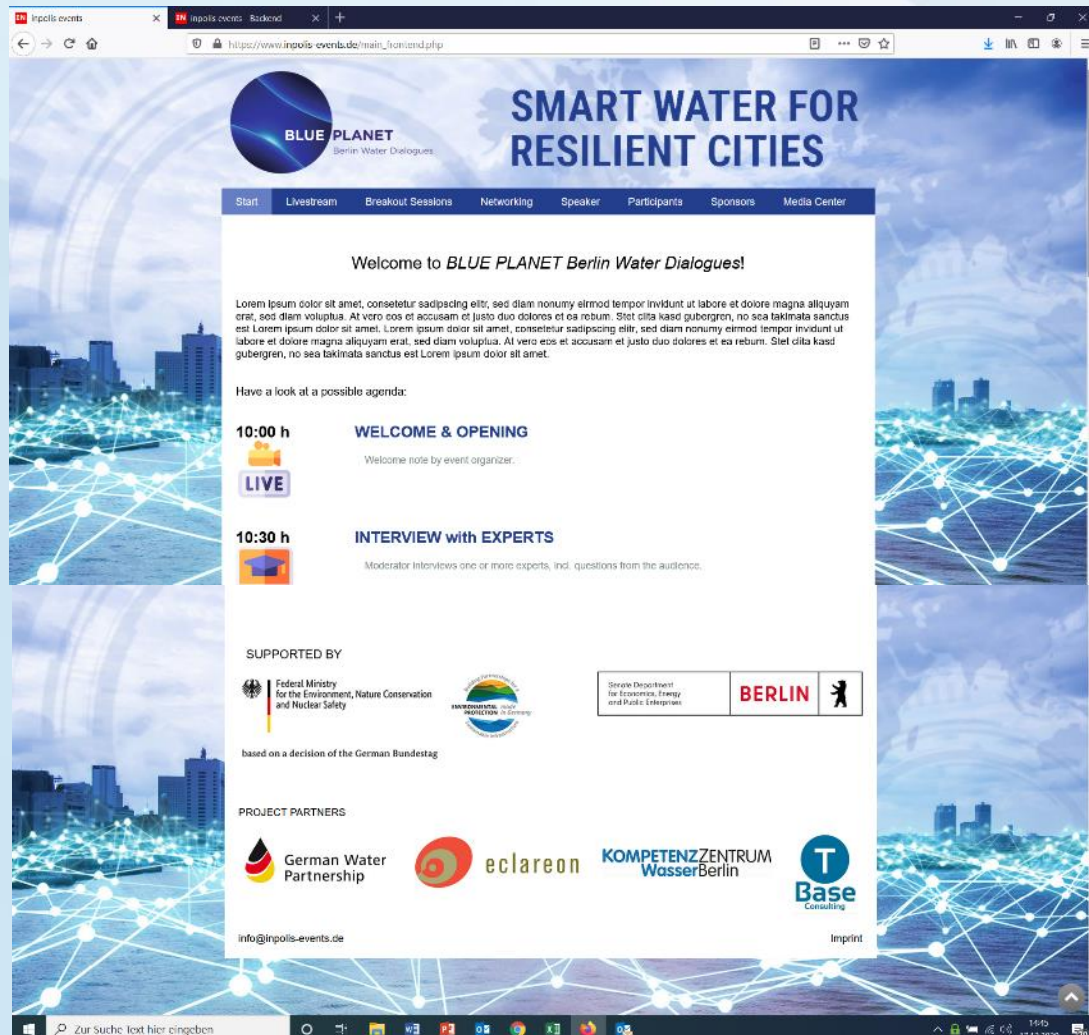 inpolis events
inpolis events Backend
https://www.inpolis-events.de/main_frontend.php
BLUE PLANET
Berlin Water Dialogues
SMART WATER FOR
RESILIENT CITIES
Start Livestream Breakout Sessions Networking Speaker Participants Sponsors Media Center
Welcome to BLUE PLANET Berlin Water Dialogues!
Lorem ipsum dolor sit amet, consetetur sadipscing elitr, sed diam nonumy eirmod tempor invidunt ut labore et dolore magna aliquyam
erat, sed diam voluptua. At vero eos et accusam et justo duo dolores et ea rebum. Stet clita kasd gubergren, no sea takimata sanctus
est Lorem ipsum dolor sit amet. Lorem ipsum dolor sit amet, consetetur sadipscing elitr, sed diam nonumy eirmod tempor invidunt ut
labore et dolore magna aliquyam erat, sed diam voluptua. At vero eos et accusam et justo duo dolores et ea rebum. Stet clita kasd
gubergren, no sea takimata sanctus est Lorem ipsum dolor sit amet.
Have a look at a possible agenda:
10:00 h WELCOME & OPENING
Welcome note by event organizer.
LIVE
10:30 h INTERVIEW with EXPERTS
Moderator interviews one or more experts, incl. questions from the audience.
SUPPORTED BY
Federal Ministry
for the Environment, Nature Conservation
and Nuclear Safety
ENVIRONMENTAL made
PROTECTION in Germany
Senate Department
for Economics, Energy
and Public Enterprises
BERLIN
based on a decision of the German Bundestag
PROJECT PARTNERS
German Water
Partnership
eclareon
KOMPETENZZENTRUM
WasserBerlin
T
Base
Consulting
info@inpolis-events.de Imprint
Zur Suche Text hier eingeben
14:45